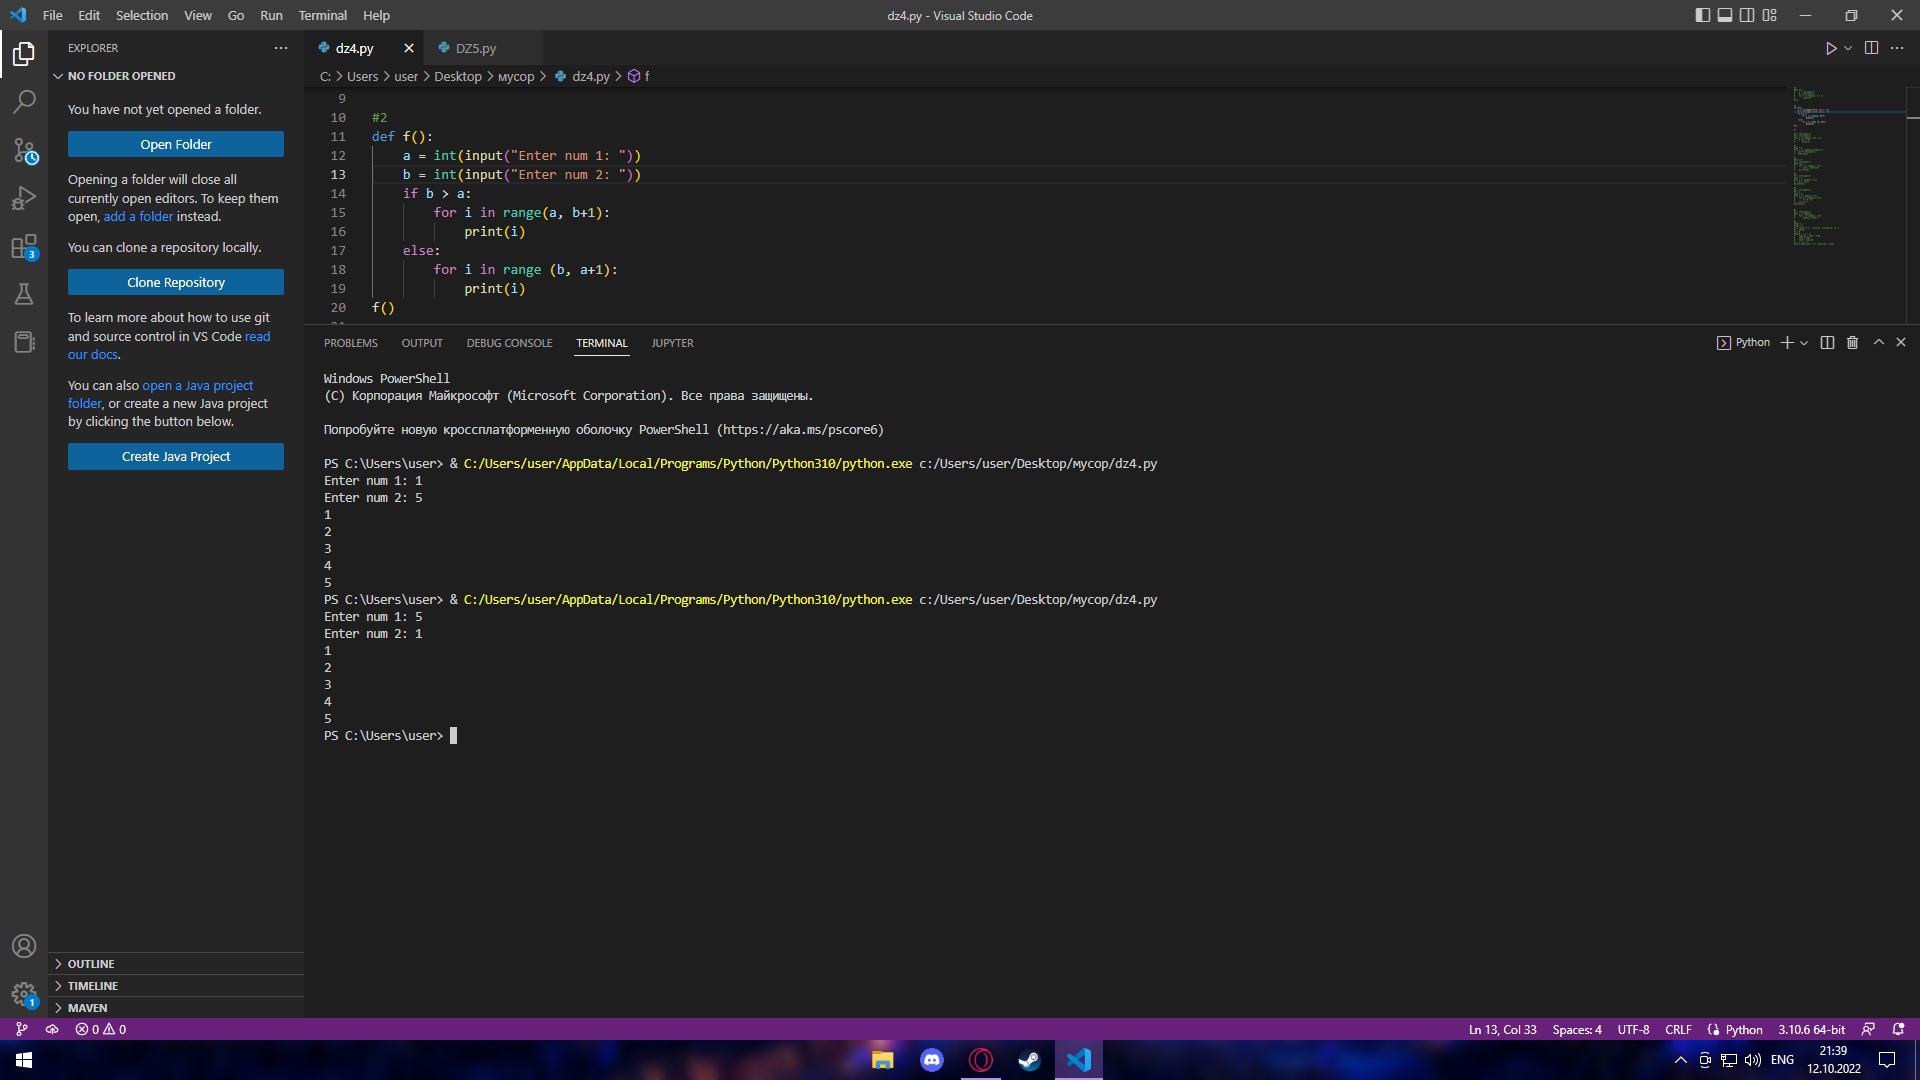 File Edit Selection View Go Run Terminal Help
dz4.py - Visual Studio Code
EXPLORER
NO FOLDER OPENED
You have not yet opened a folder.
Open Folder
Opening a folder will close all
currently open editors. To keep them
open, add a folder instead.
You can clone a repository locally.
Clone Repository
To learn more about how to use git
and source control in VS Code read
our docs.
You can also open a Java project
folder, or create a new Java project
by clicking the button below.
Create Java Project
OUTLINE
TIMELINE
MAVEN
3
1
dz4.py DZ5.py
C: > Users > user > Desktop > мусор > dz4.py > f
9
10 #2
11 def f():
12 a = int(input("Enter num 1: "))
13 b = int(input("Enter num 2: "))
14 if b > a:
15 for i in range(a, b+1):
16 print(i)
17 else:
18 for i in range (b, a+1):
19 print(i)
20 f()
PROBLEMS OUTPUT DEBUG CONSOLE TERMINAL JUPYTER
Python
Windows PowerShell
(C) Корпорация Майкрософт (Microsoft Corporation). Все права защищены.
Попробуйте новую кроссплатформенную оболочку PowerShell (https://aka.ms/pscore6)
PS C:\Users\user> & C:/Users/user/AppData/Local/Programs/Python/Python310/python.exe c:/Users/user/Desktop/мусор/dz4.py
Enter num 1: 1
Enter num 2: 5
1
2
3
4
5
PS C:\Users\user> & C:/Users/user/AppData/Local/Programs/Python/Python310/python.exe c:/Users/user/Desktop/мусор/dz4.py
Enter num 1: 5
Enter num 2: 1
1
2
3
4
5
PS C:\Users\user>
0 0
Ln 13, Col 33 Spaces: 4 UTF-8 CRLF Python 3.10.6 64-bit
ENG
21:39
12.10.2022